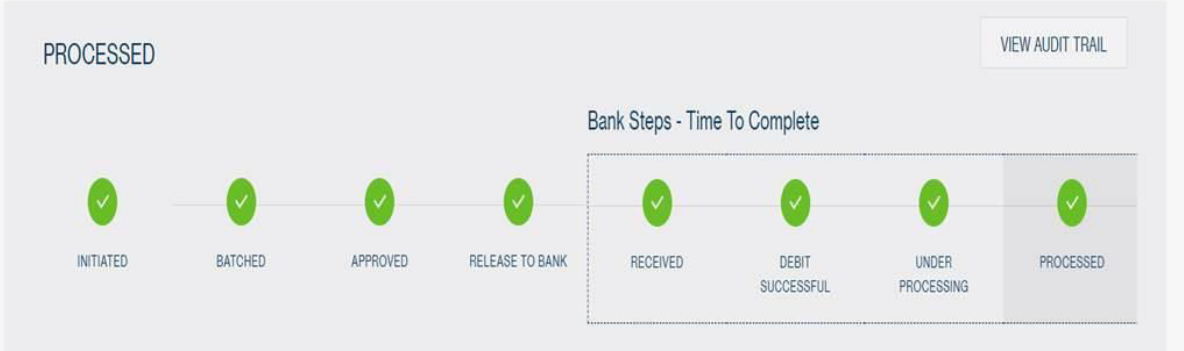 PROCESSED
VIEW AUDIT TRAIL
Bank Steps - Time To Complete
INITIATED
BATCHED
APPROVED
RELEASE TO BANK
RECEIVED
DEBIT
SUCCESSFUL
UNDER
PROCESSING
PROCESSED